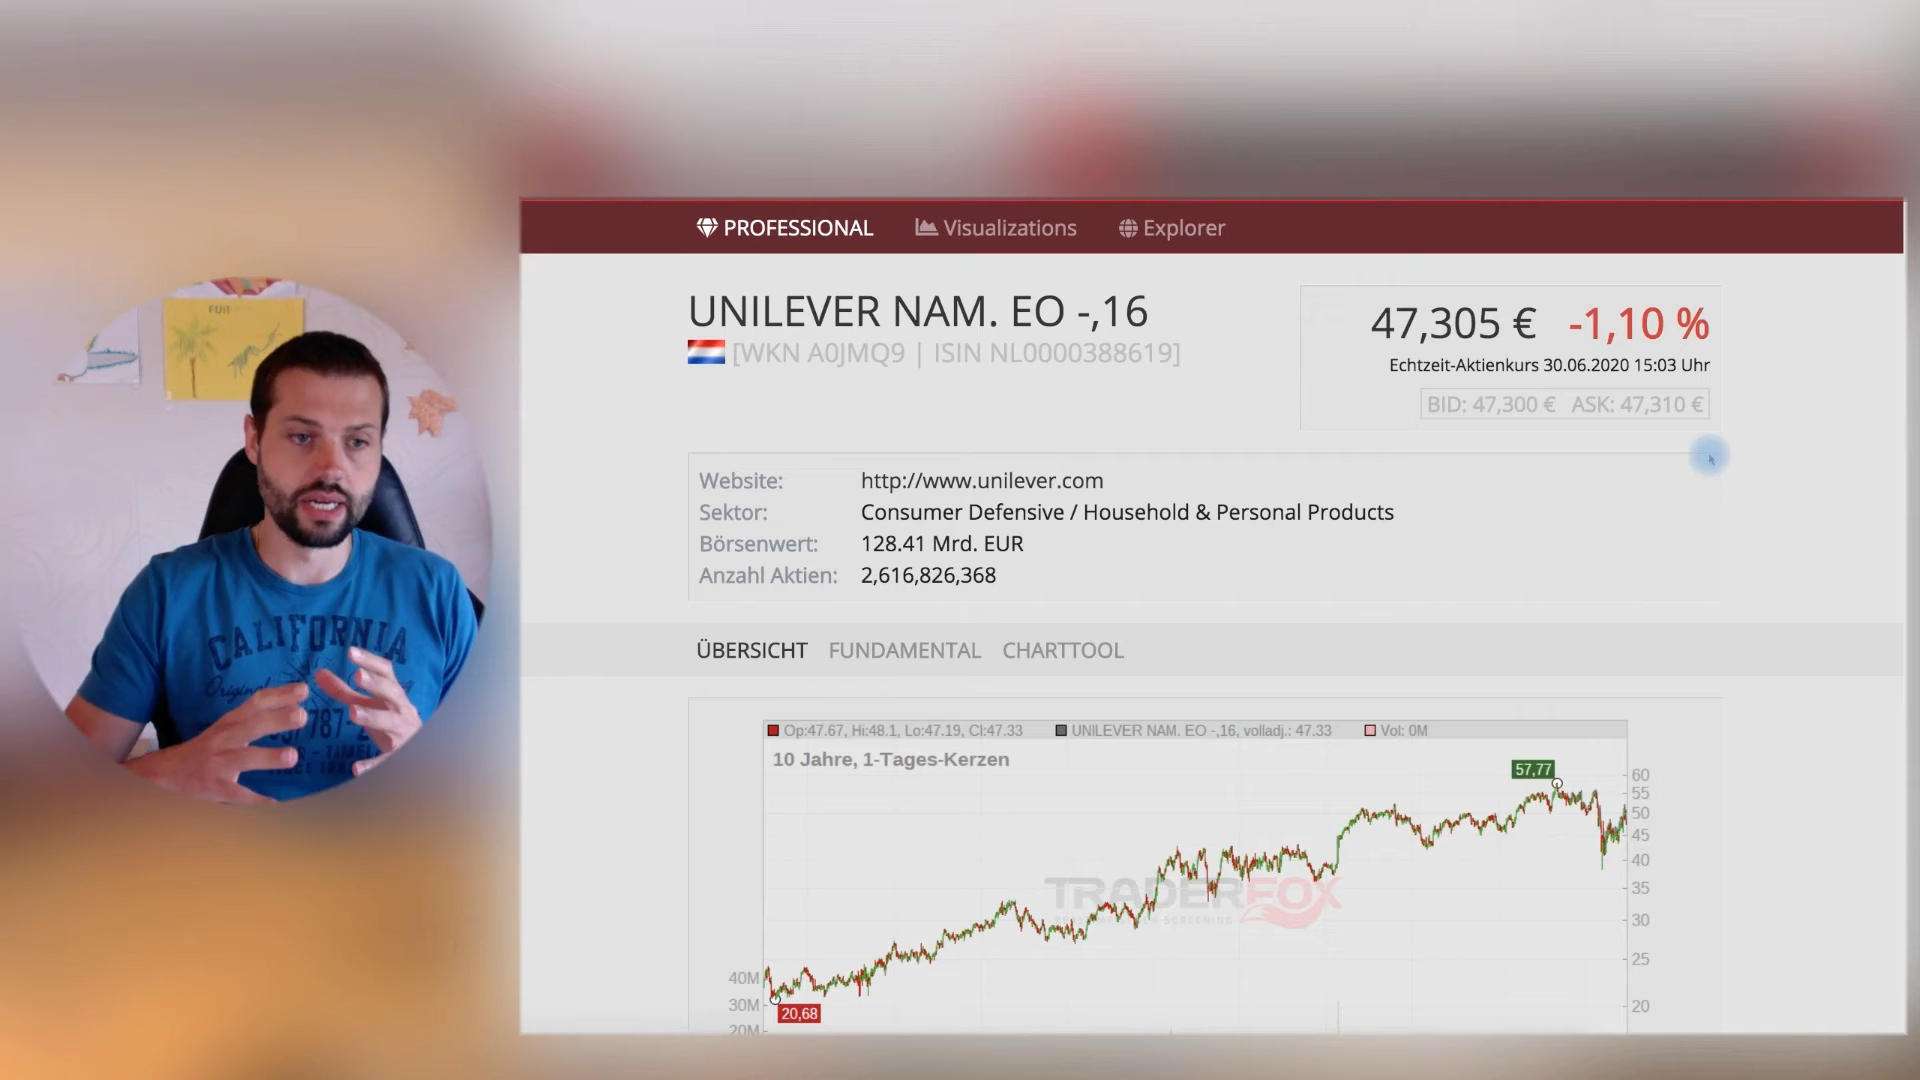 PROFESSIONAL Visualizations Explorer
UNILEVER NAM. EO -,16
[WKN A0JMQ9 | ISIN NL0000388619]
47,305 € -1,10 %
Echtzeit-Aktienkurs 30.06.2020 15:03 Uhr
BID: 47,300 € ASK: 47,310 €
Website: http://www.unilever.com
Sektor: Consumer Defensive / Household & Personal Products
Börsenwert: 128.41 Mrd. EUR
Anzahl Aktien: 2,616,826,368
ÜBERSICHT FUNDAMENTAL CHARTTOOL
Op:47.67, Hi:48.1, Lo:47.19, Cl:47.33 UNILEVER NAM. EO -,16, volladj.: 47.33 Vol: 0M
10 Jahre, 1-Tages-Kerzen
57,77
60
55
50
45
40
35
30
25
20
TRADERFOX
40M
30M
20M
20,68
FUJI
CALIFORNIA
Original
787-